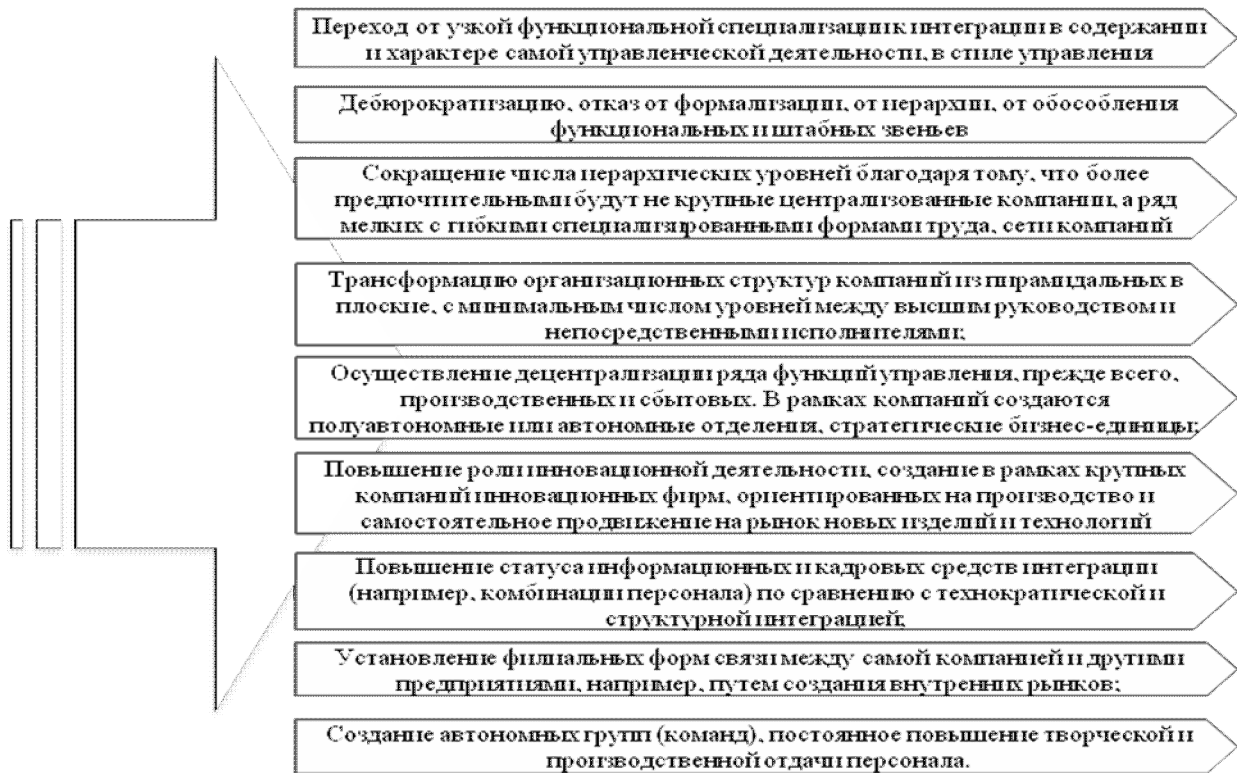 Переход от узкой функциональной специализации к интеграции в содержании
и характере самой управленческой деятельности, в стиле управления
Дебюрократизацию, отказ от формализации, от иерархии, от обособления
функциональных и штабных звеньев
Сокращение числа иерархических уровней благодаря тому, что более
предпочтительными будут не крупные централизованные компании, а ряд
мелких с гибкими специализированными формами труда, сети компаний
Трансформацию организационных структур компаний из пирамидальных в
плоские, с минимальным числом уровней между высшим руководством и
непосредственными исполнителями;
Осуществление децентрализации ряда функций управления, прежде всего,
производственных и сбытовых. В рамках компаний создаются
полуавтономные или автономные отделения, стратегические бизнес-единицы;
Повышение роли инновационной деятельности, создание в рамках крупных
компаний инновационных фирм, ориентированных на производство и
самостоятельное продвижение на рынок новых изделий и технологий
Повышение статуса информационных и кадровых средств интеграции
(например, комбинации персонала) по сравнению с технократической и
структурной интеграцией;
Установление филиальных форм связи между самой компанией и другими
предприятиями, например, путем создания внутренних рынков;
Создание автономных групп (команд), постоянное повышение творческой и
производственной отдачи персонала.